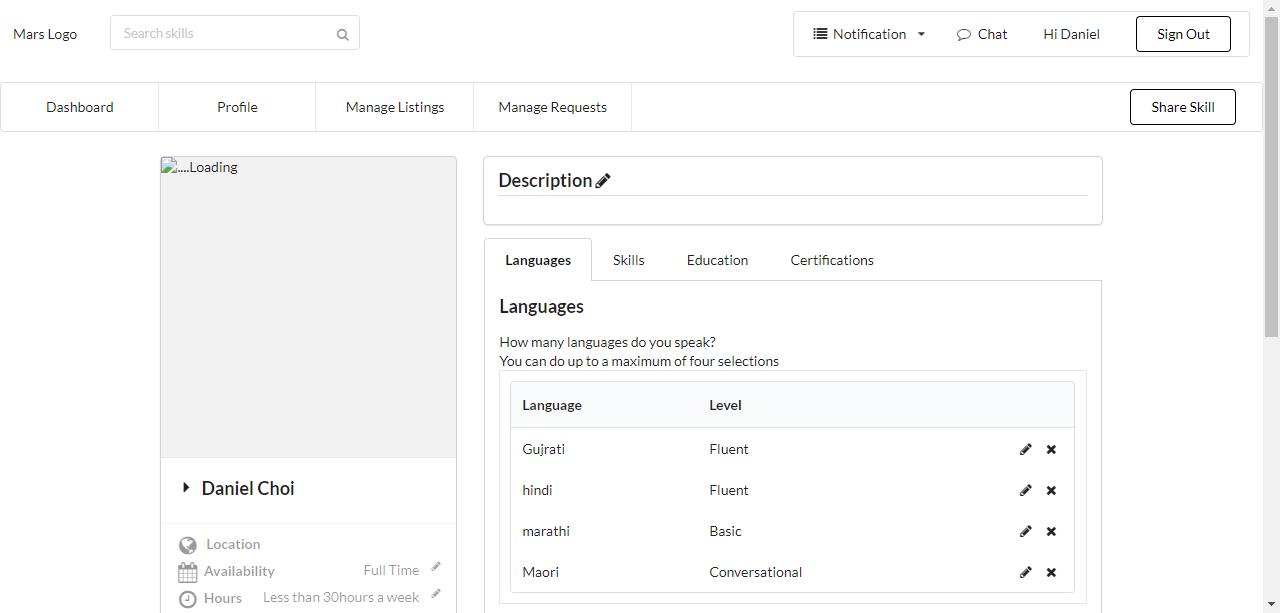 Mars Logo
Search skills
Notification
Chat
Hi Daniel
Sign Out
Dashboard
Profile
Manage Listings
Manage Requests
Share Skill
....Loading
Daniel Choi
Location
Availability Full Time
Hours Less than 30hours a week
Description
Languages Skills Education Certifications
Languages
How many languages do you speak?
You can do up to a maximum of four selections
Language Level
Gujrati Fluent
hindi Fluent
marathi Basic
Maori Conversational